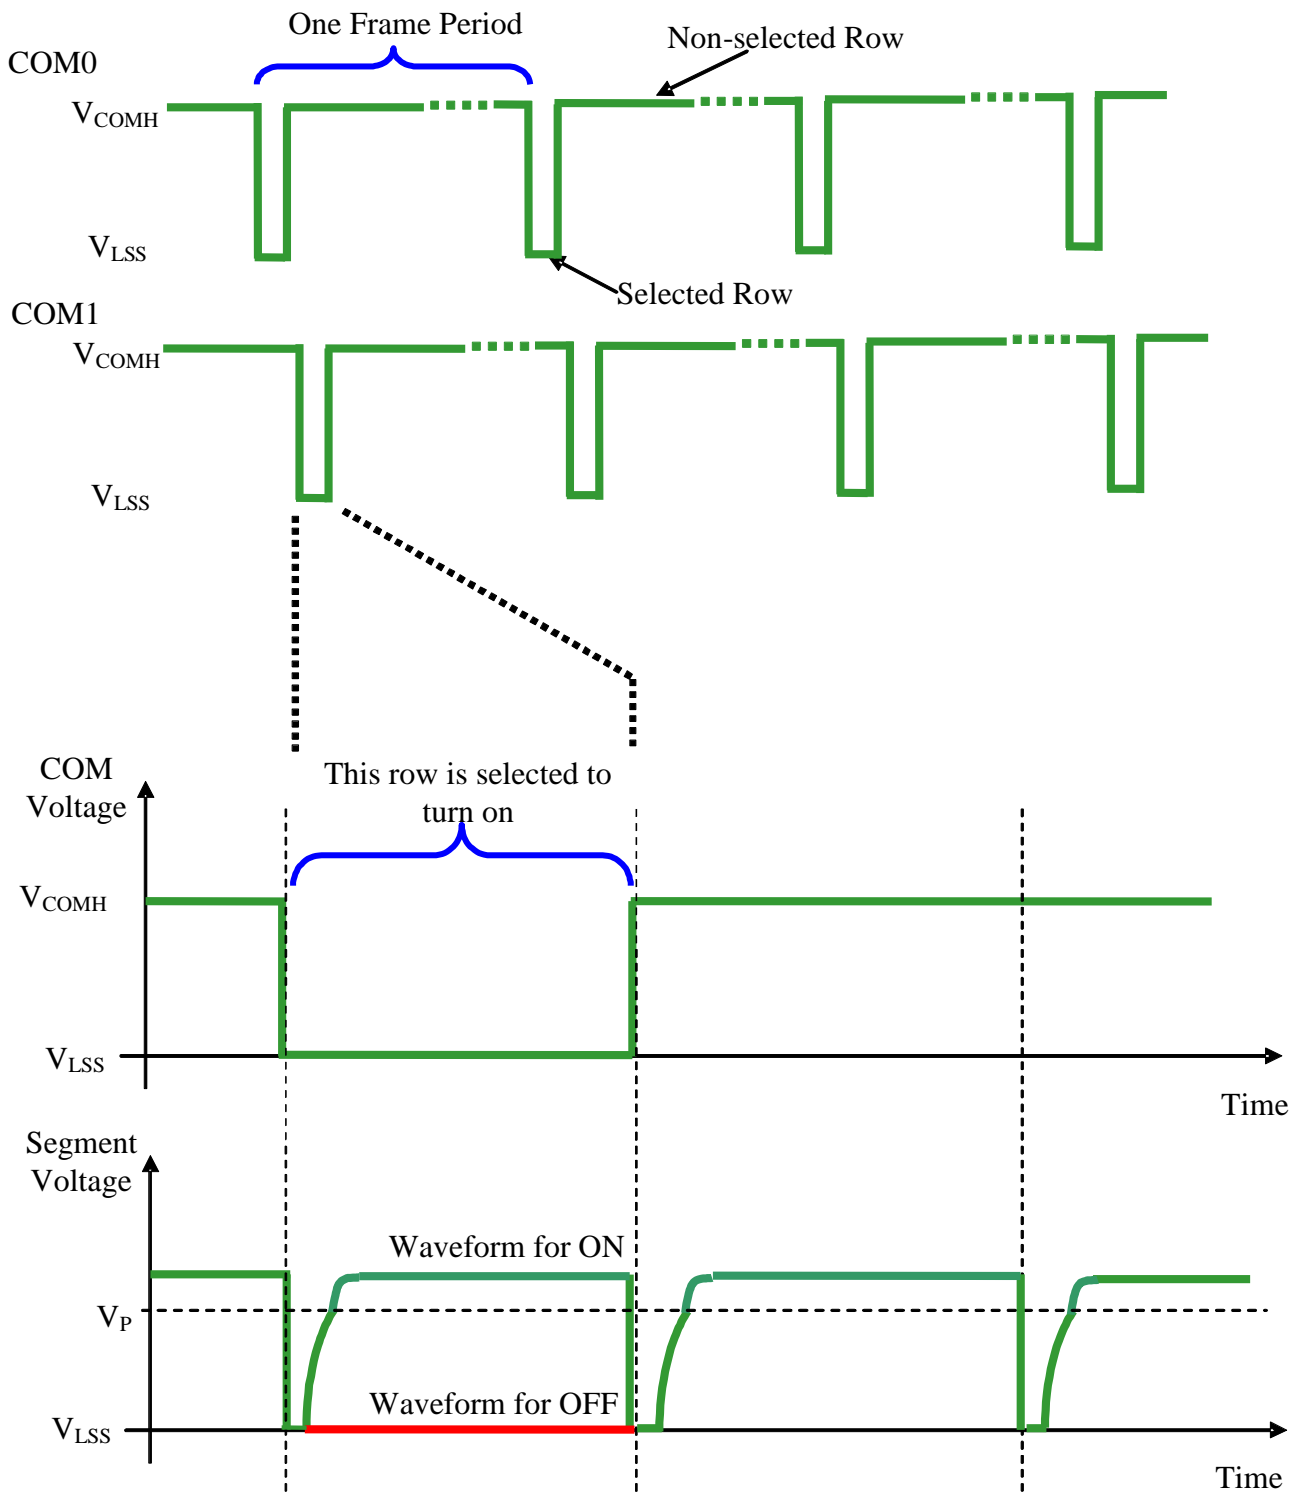 One Frame Period
Non-selected Row
COM0
VCOMH
VLSS
Selected Row
COM1
VCOMH
VLSS
COM
Voltage
This row is selected to
turn on
VCOMH
VLSS
Time
Segment
Voltage
Waveform for ON
VP
Waveform for OFF
VLSS
Time